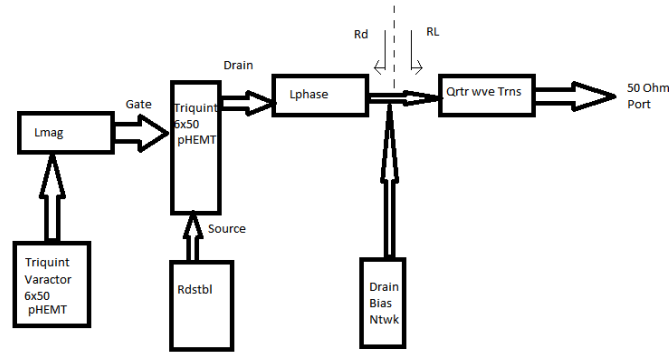 Rd
RL
Drain
Gate
Lmag
Triquint
6x50
pHEMT
Lphase
Qrtr wve Trns
50 Ohm
Port
Source
Triquint
Varactor
6x50
pHEMT
Rdstbl
Drain
Bias
Ntwk